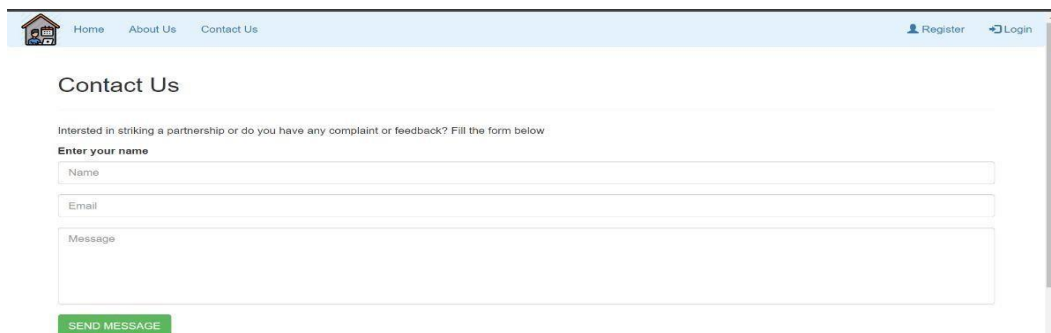 Home About Us Contact Us Register Login
Contact Us
Intersted in striking a partnership or do you have any complaint or feedback? Fill the form below
Enter your name
Name
Email
Message
SEND MESSAGE